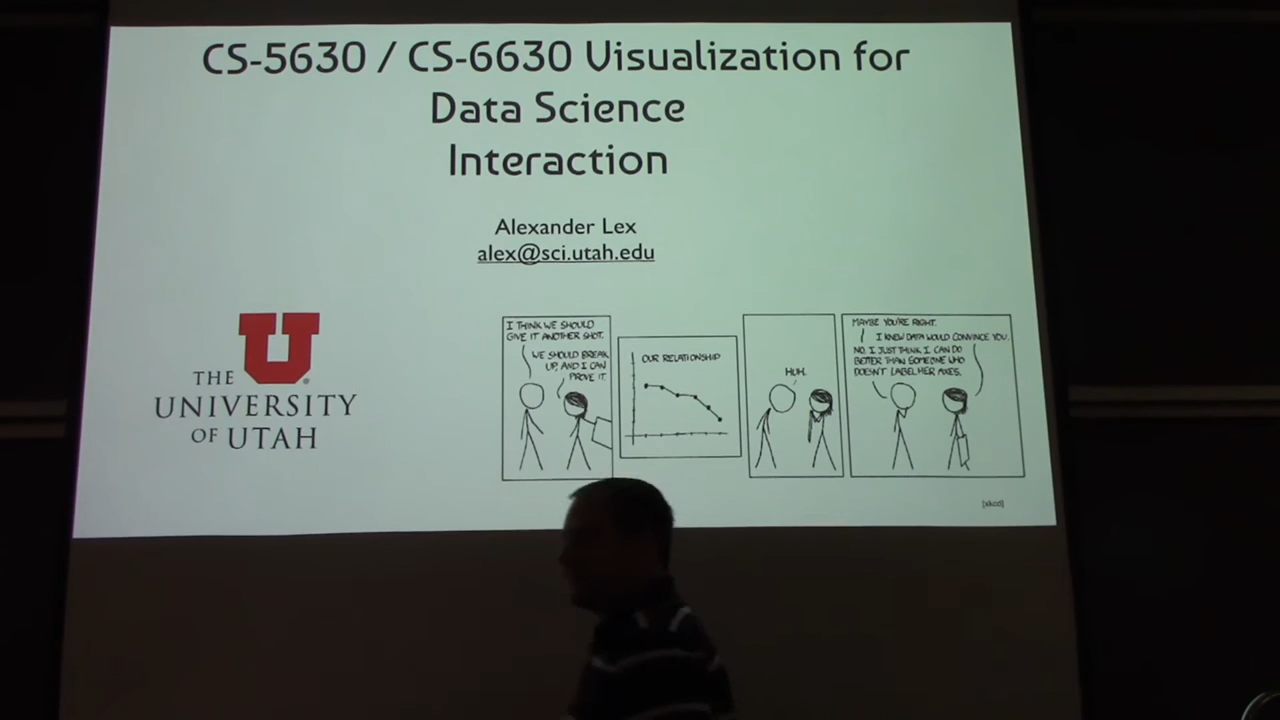 CS-5630 / CS-6630 Visualization for
Data Science
Interaction
Alexander Lex
alex@sci.utah.edu
U
THE
UNIVERSITY
OF UTAH
I THINK WE SHOULD
GIVE IT ANOTHER SHOT.
WE SHOULD BREAK
UP, AND I CAN
PROVE IT.
OUR RELATIONSHIP
HUH.
MAYBE YOU'RE RIGHT.
I KNEW DATA WOULD CONVINCE YOU.
NO, I JUST THINK I CAN DO
BETTER THAN SOMEONE WHO
DOESN'T LABEL HER AXES.
[xkcd]